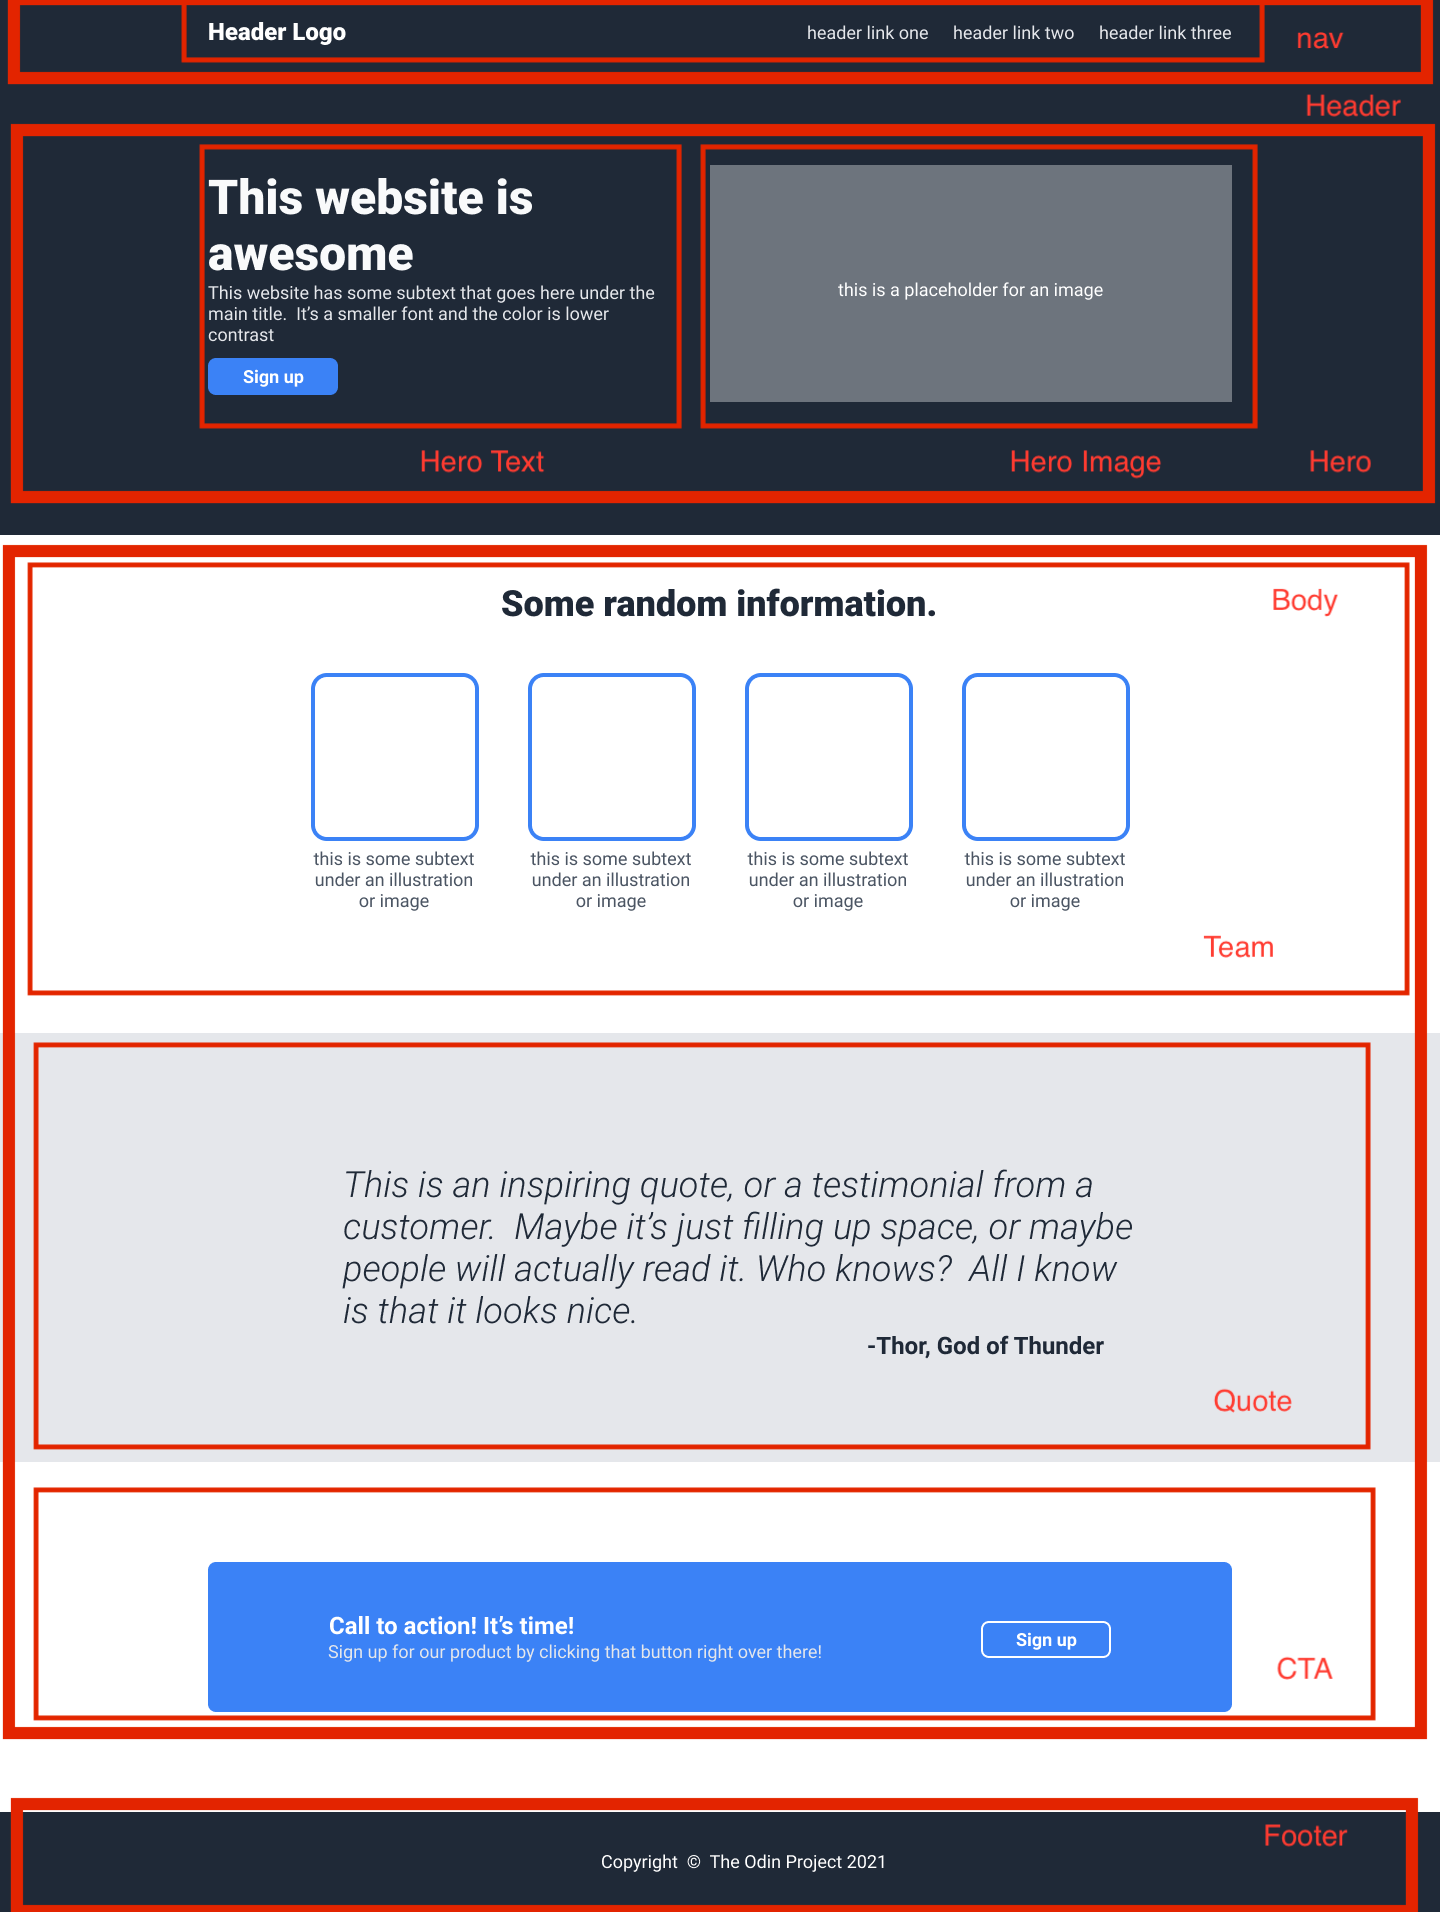 Header Logo
header link one
header link two
header link three
nav
Header
This website is
awesome
This website has some subtext that goes here under the
main title.  It’s a smaller font and the color is lower
contrast
Sign up
this is a placeholder for an image
Hero Text
Hero Image
Hero
Some random information.
Body
this is some subtext
under an illustration
or image
this is some subtext
under an illustration
or image
this is some subtext
under an illustration
or image
this is some subtext
under an illustration
or image
Team
This is an inspiring quote, or a testimonial from a
customer.  Maybe it’s just filling up space, or maybe
people will actually read it. Who knows?  All I know
is that it looks nice.
-Thor, God of Thunder
Quote
Call to action! It’s time!
Sign up for our product by clicking that button right over there!
Sign up
CTA
Footer
Copyright © The Odin Project 2021